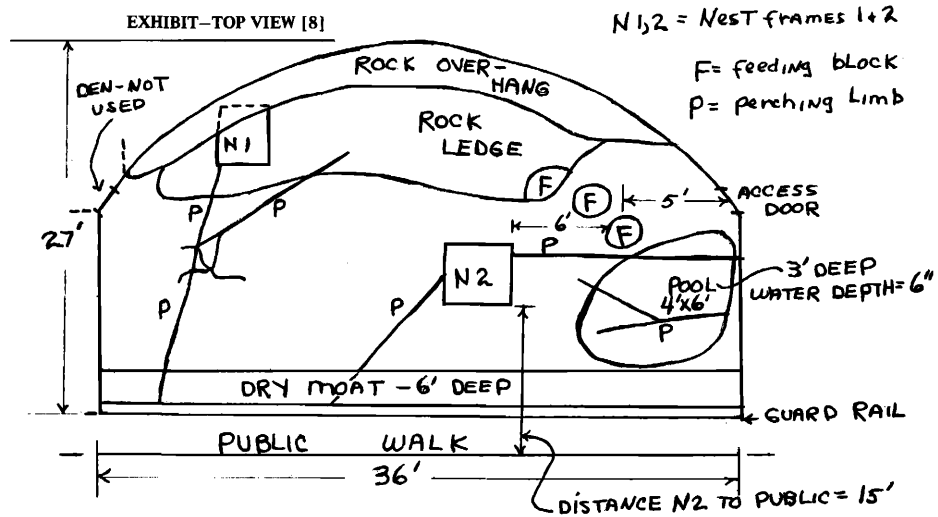 EXHIBIT–TOP VIEW [8]
N1,2 = NEST frames 1+2
F= feeding block
P= perching Limb
DEN-NOT
USED
ROCK OVER-
HANG
ROCK
LEDGE
N1
F
F
F
5'
ACCESS
DOOR
6'
P
P
P
27'
N2
P
P
POOL
4'x6'
P
3' DEEP
WATER DEPTH=6"
DRY MOAT - 6' DEEP
GUARD RAIL
PUBLIC WALK
36'
DISTANCE N2 TO PUBLIC = 15'